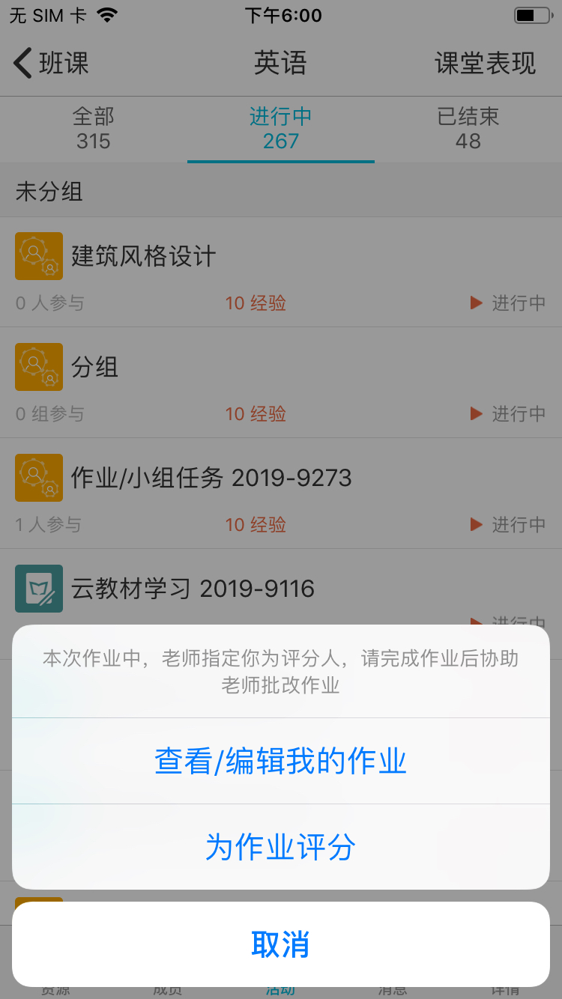 无 SIM 卡
下午6:00
班课
英语
课堂表现
全部
315
进行中
267
已结束
48
未分组
建筑风格设计
0 人参与
10 经验
进行中
分组
0 组参与
10 经验
进行中
作业/小组任务 2019-9273
1 人参与
10 经验
进行中
云教材学习 2019-9116
进行中
本次作业中，老师指定你为评分人，请完成作业后协助
老师批改作业
查看/编辑我的作业
为作业评分
取消
资源
成员
活动
消息
详情